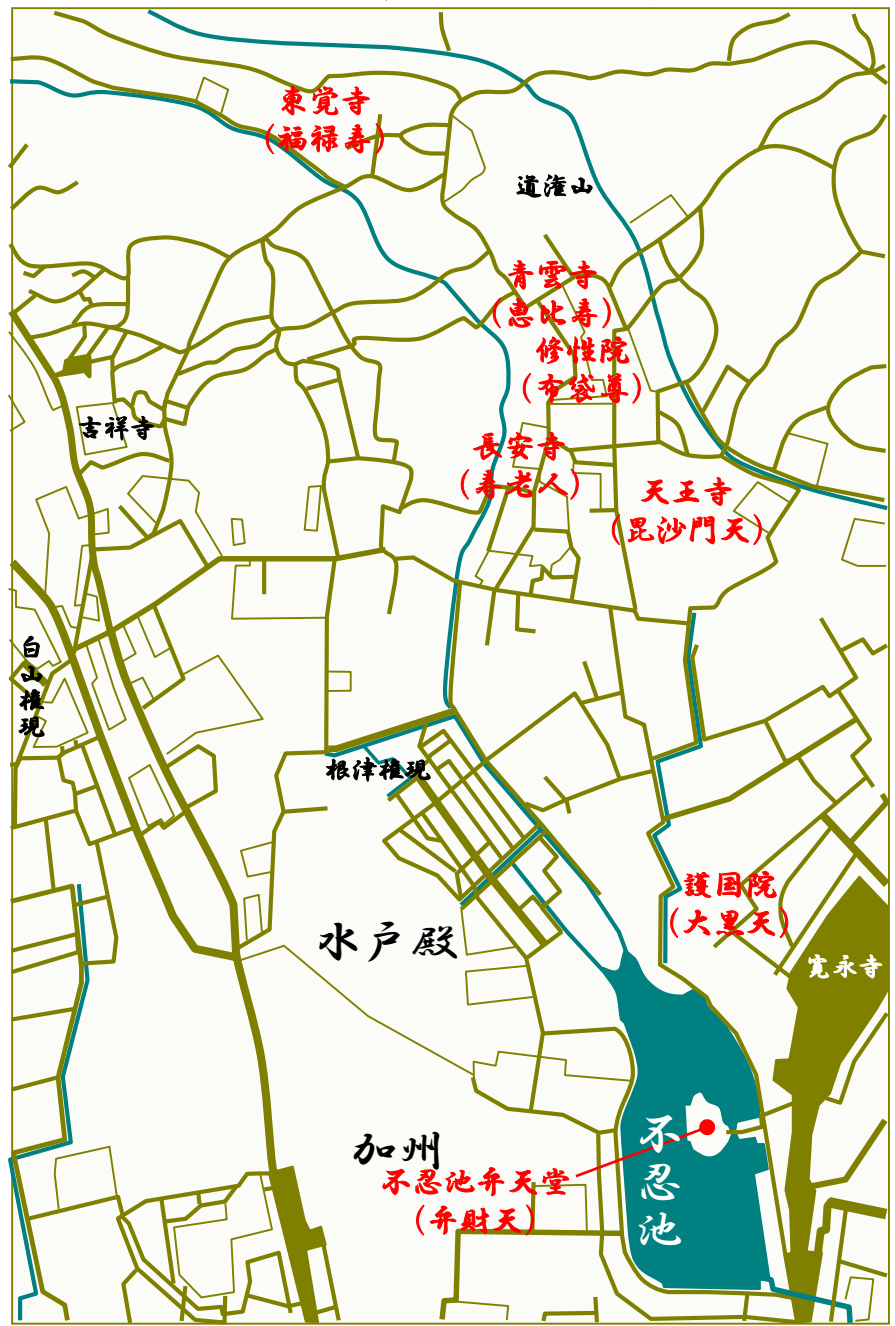 東覚寺
（福禄寿）
道灌山
青雲寺
（恵比寿）
修性院
（布袋尊）
吉祥寺
長安寺
（寿老人）
天王寺
（毘沙門天）
白山権現
根津権現
護国院
（大黒天）
水戸殿
寛永寺
加州
不忍池
不忍池弁天堂
（弁財天）